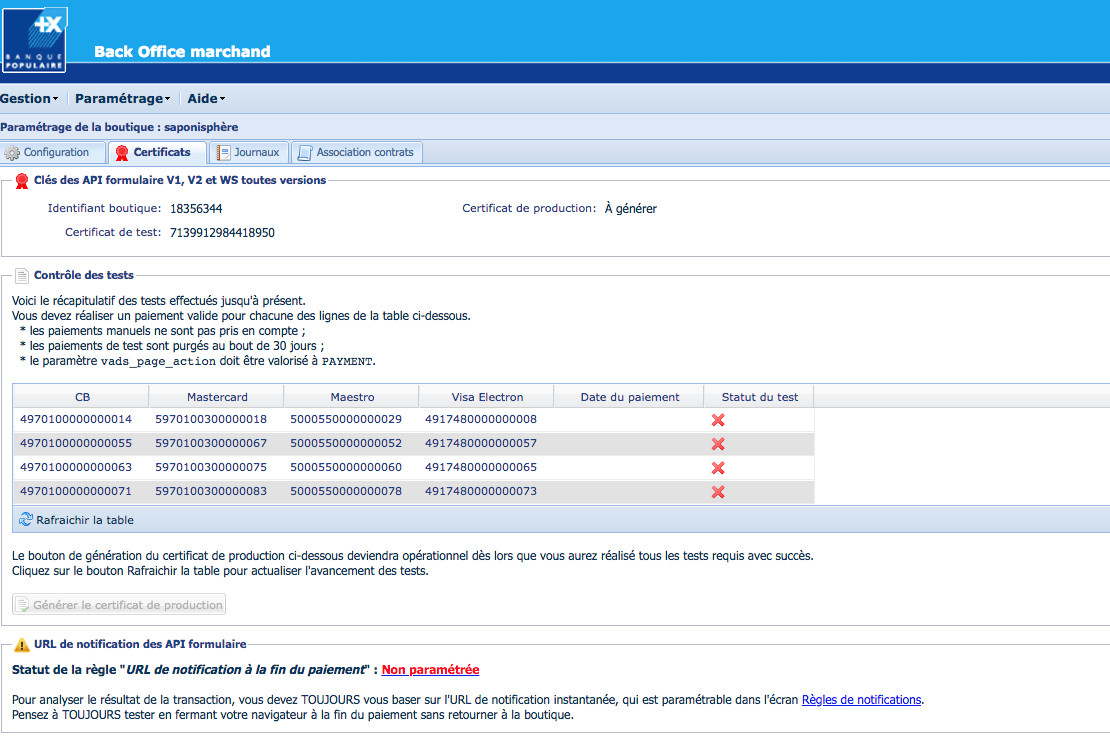 +X
BANQUE
POPULAIRE
Back Office marchand
Gestion
Paramétrage
Aide
Paramétrage de la boutique : saponisphère
Configuration
Certificats
Journaux
Association contrats
Clés des API formulaire V1, V2 et WS toutes versions
Identifiant boutique: 18356344
Certificat de production: À générer
Certificat de test: 7139912984418950
Contrôle des tests
Voici le récapitulatif des tests effectués jusqu'à présent.
Vous devez réaliser un paiement valide pour chacune des lignes de la table ci-dessous.
* les paiements manuels ne sont pas pris en compte ;
* les paiements de test sont purgés au bout de 30 jours ;
* le paramètre vads_page_action doit être valorisé à PAYMENT.
CB Mastercard Maestro Visa Electron Date du paiement Statut du test
4970100000000014 5970100300000018 5000550000000029 4917480000000008
4970100000000055 5970100300000067 5000550000000052 4917480000000057
4970100000000063 5970100300000075 5000550000000060 4917480000000065
4970100000000071 5970100300000083 5000550000000078 4917480000000073
Rafraichir la table
Le bouton de génération du certificat de production ci-dessous deviendra opérationnel dès lors que vous aurez réalisé tous les tests requis avec succès.
Cliquez sur le bouton Rafraichir la table pour actualiser l'avancement des tests.
Générer le certificat de production
URL de notification des API formulaire
Statut de la règle "URL de notification à la fin du paiement" : Non paramétrée
Pour analyser le résultat de la transaction, vous devez TOUJOURS vous baser sur l'URL de notification instantanée, qui est paramétrable dans l'écran Règles de notifications.
Pensez à TOUJOURS tester en fermant votre navigateur à la fin du paiement sans retourner à la boutique.